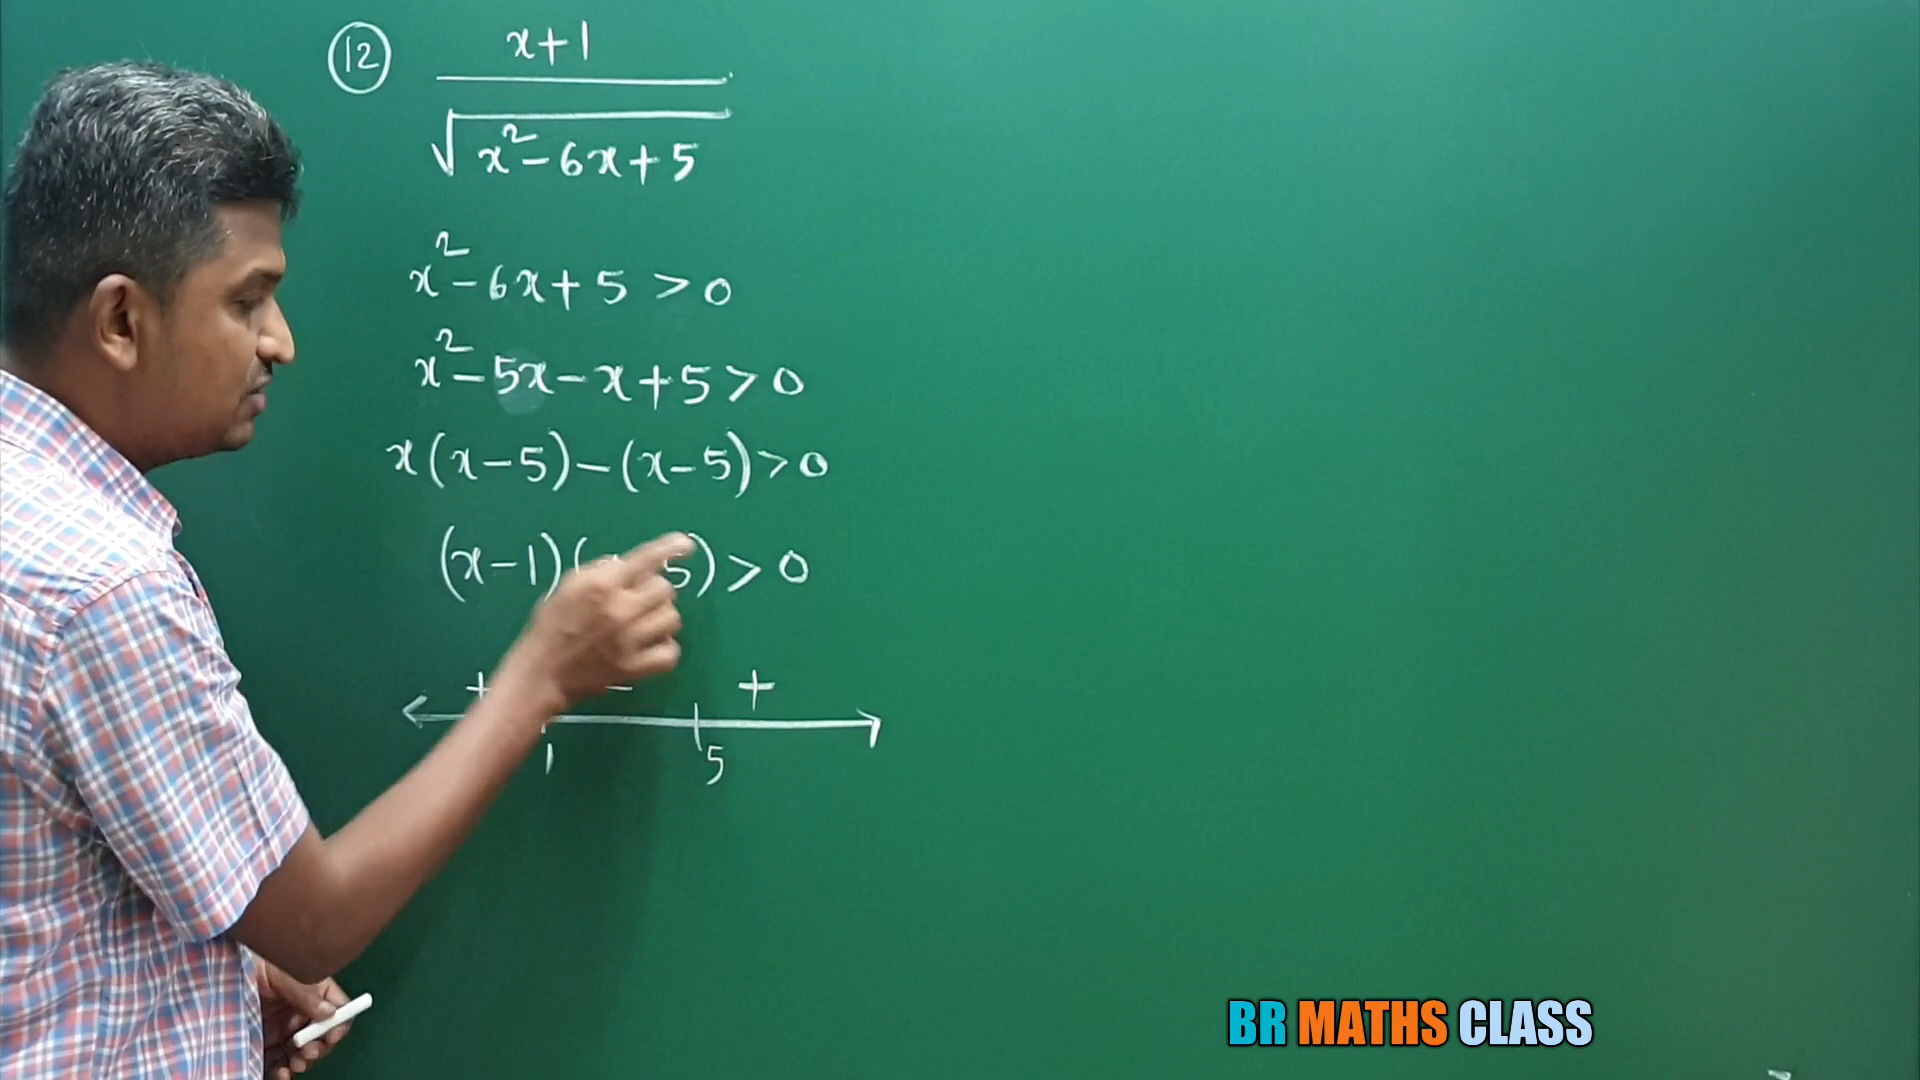 12
x+1
√x²-6x+5
x²-6x+5 >0
x²-5x-x+5>0
x(x-5)-(x-5)>0
(x-1)( 5)>0
+ - +
1 5
BR MATHS CLASS